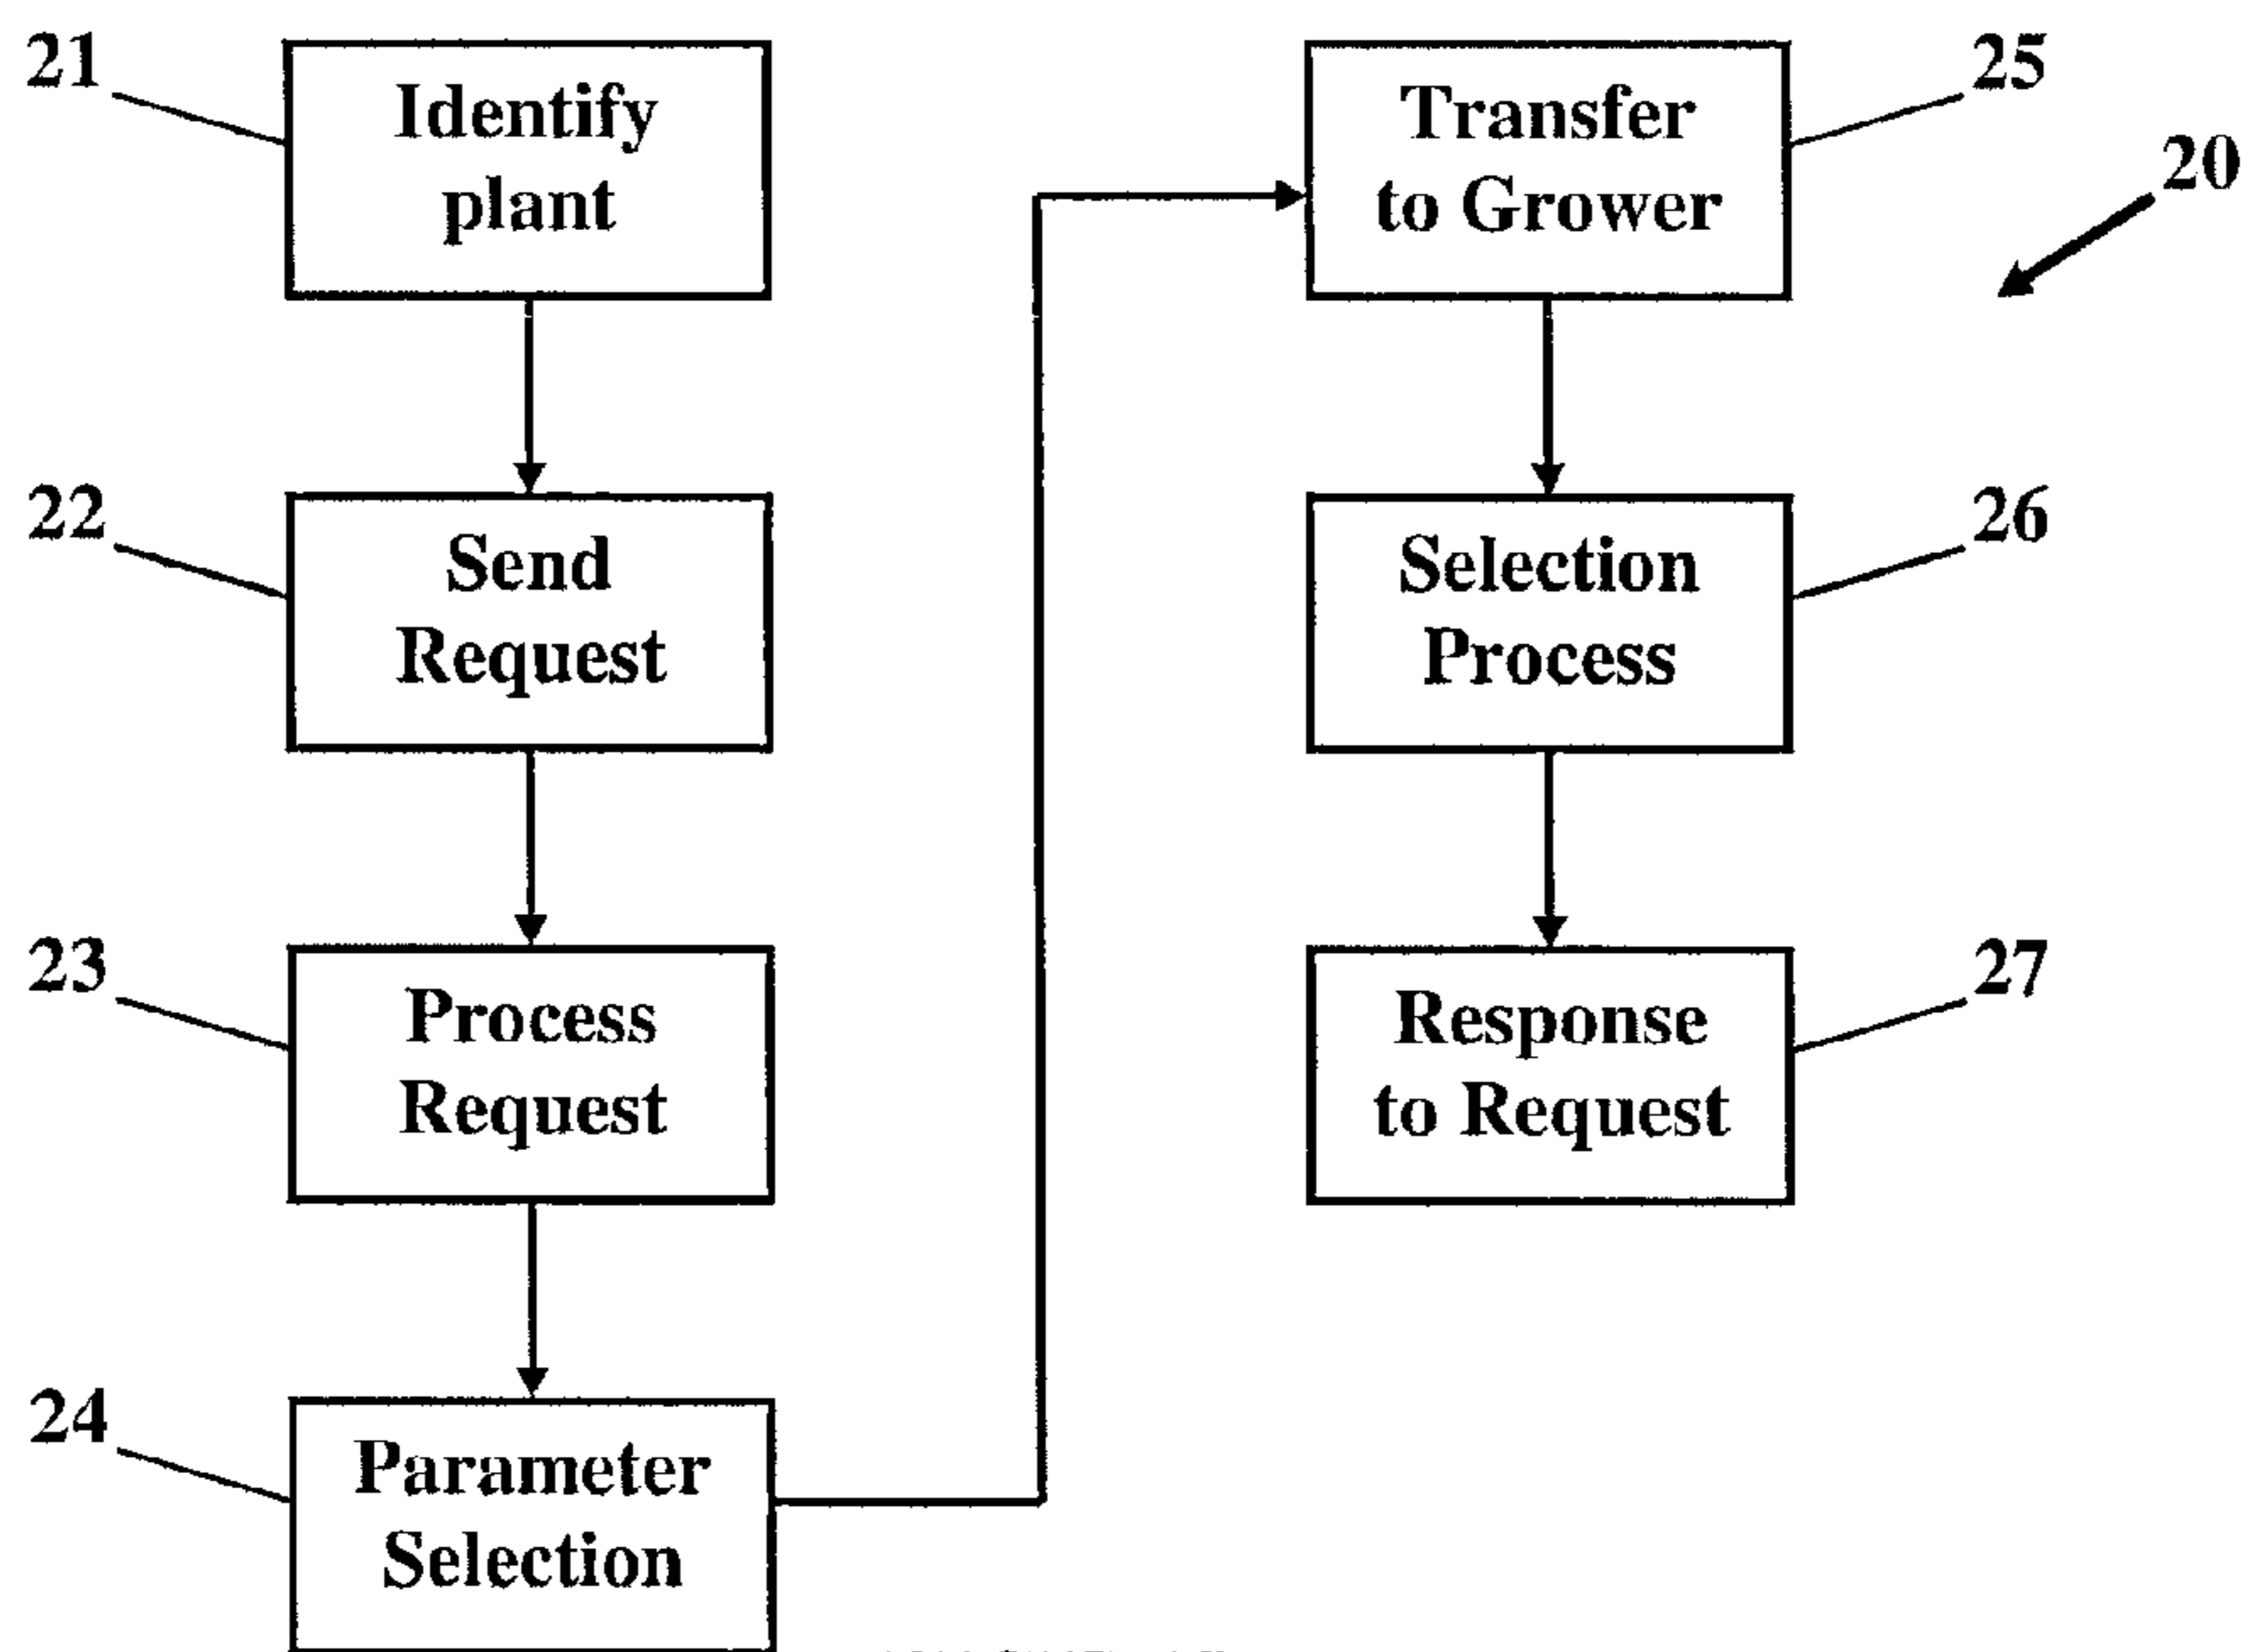 21
Identify
plant
22
Send
Request
23
Process
Request
24
Parameter
Selection
25
Transfer
to Grower
20
26
Selection
Process
27
Response
to Request